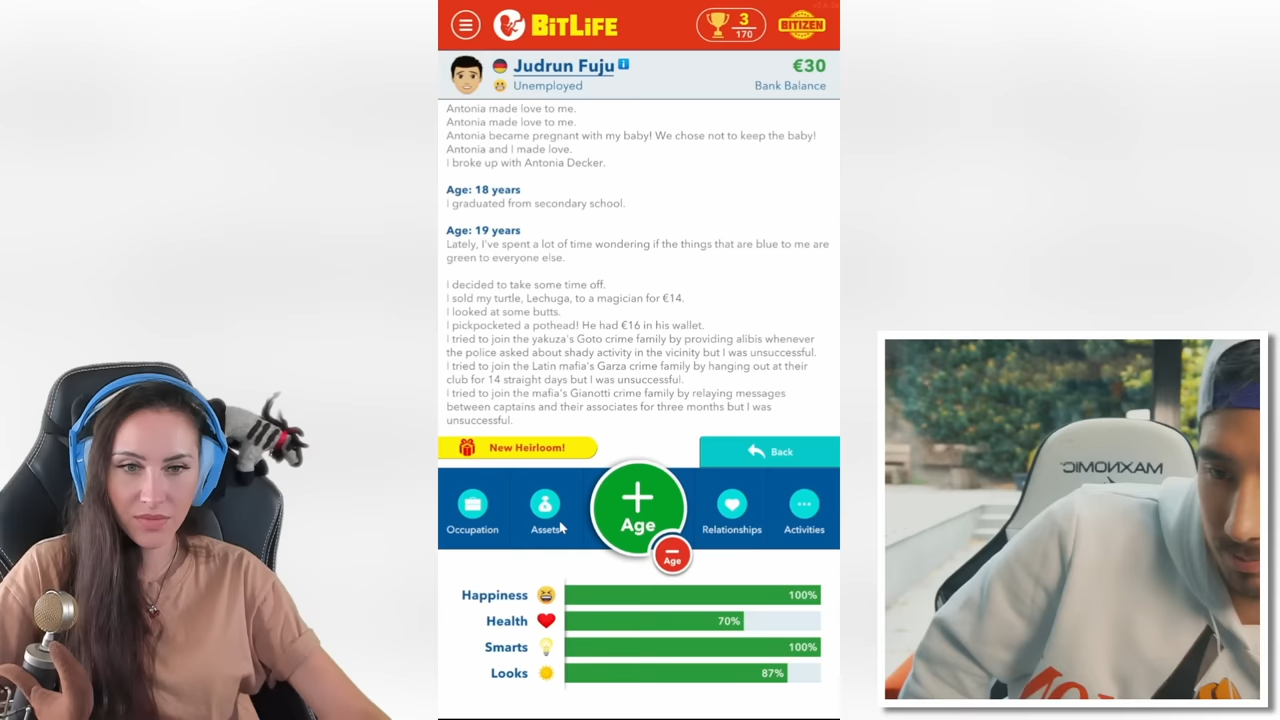 BITLIFE
3
170
BITIZEN
Judrun Fuju
€30
Unemployed
Bank Balance
Antonia made love to me.
Antonia made love to me.
Antonia became pregnant with my baby! We chose not to keep the baby!
Antonia and I made love.
I broke up with Antonia Decker.
Age: 18 years
I graduated from secondary school.
Age: 19 years
Lately, I've spent a lot of time wondering if the things that are blue to me are
green to everyone else.
I decided to take some time off.
I sold my turtle, Lechuga, to a magician for €14.
I looked at some butts.
I pickpocketed a pothead! He had €16 in his wallet.
I tried to join the yakuza's Goto crime family by providing alibis whenever
the police asked about shady activity in the vicinity but I was unsuccessful.
I tried to join the Latin mafia's Garza crime family by hanging out at their
club for 14 straight days but I was unsuccessful.
I tried to join the mafia's Gianotti crime family by relaying messages
between captains and their associates for three months but I was
unsuccessful.
New Heirloom!
Back
Occupation
Assets
Age
Relationships
Activities
Age
Happiness
100%
Health
70%
Smarts
100%
Looks
87%
MAXNOMIC